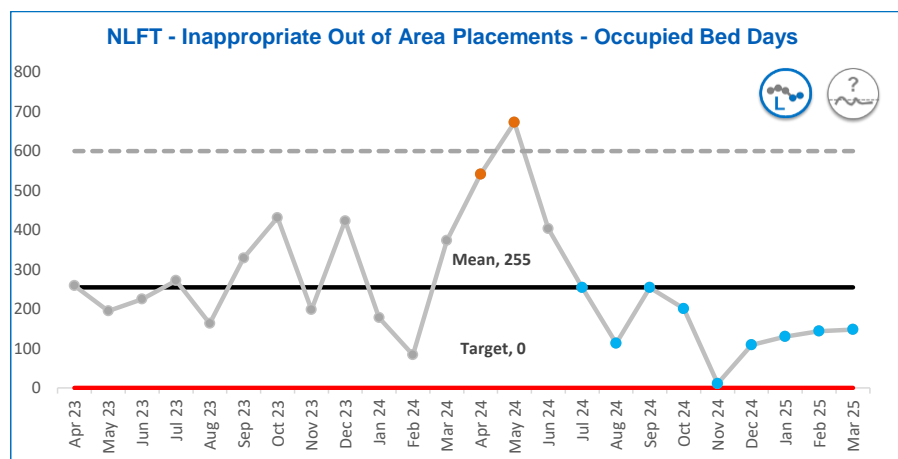 NLFT - Inappropriate Out of Area Placements - Occupied Bed Days
800
700
600
500
400
300
200
100
0
Mean, 255
Target, 0
L
?
Apr 23
May 23
Jun 23
Jul 23
Aug 23
Sep 23
Oct 23
Nov 23
Dec 23
Jan 24
Feb 24
Mar 24
Apr 24
May 24
Jun 24
Jul 24
Aug 24
Sep 24
Oct 24
Nov 24
Dec 24
Jan 25
Feb 25
Mar 25